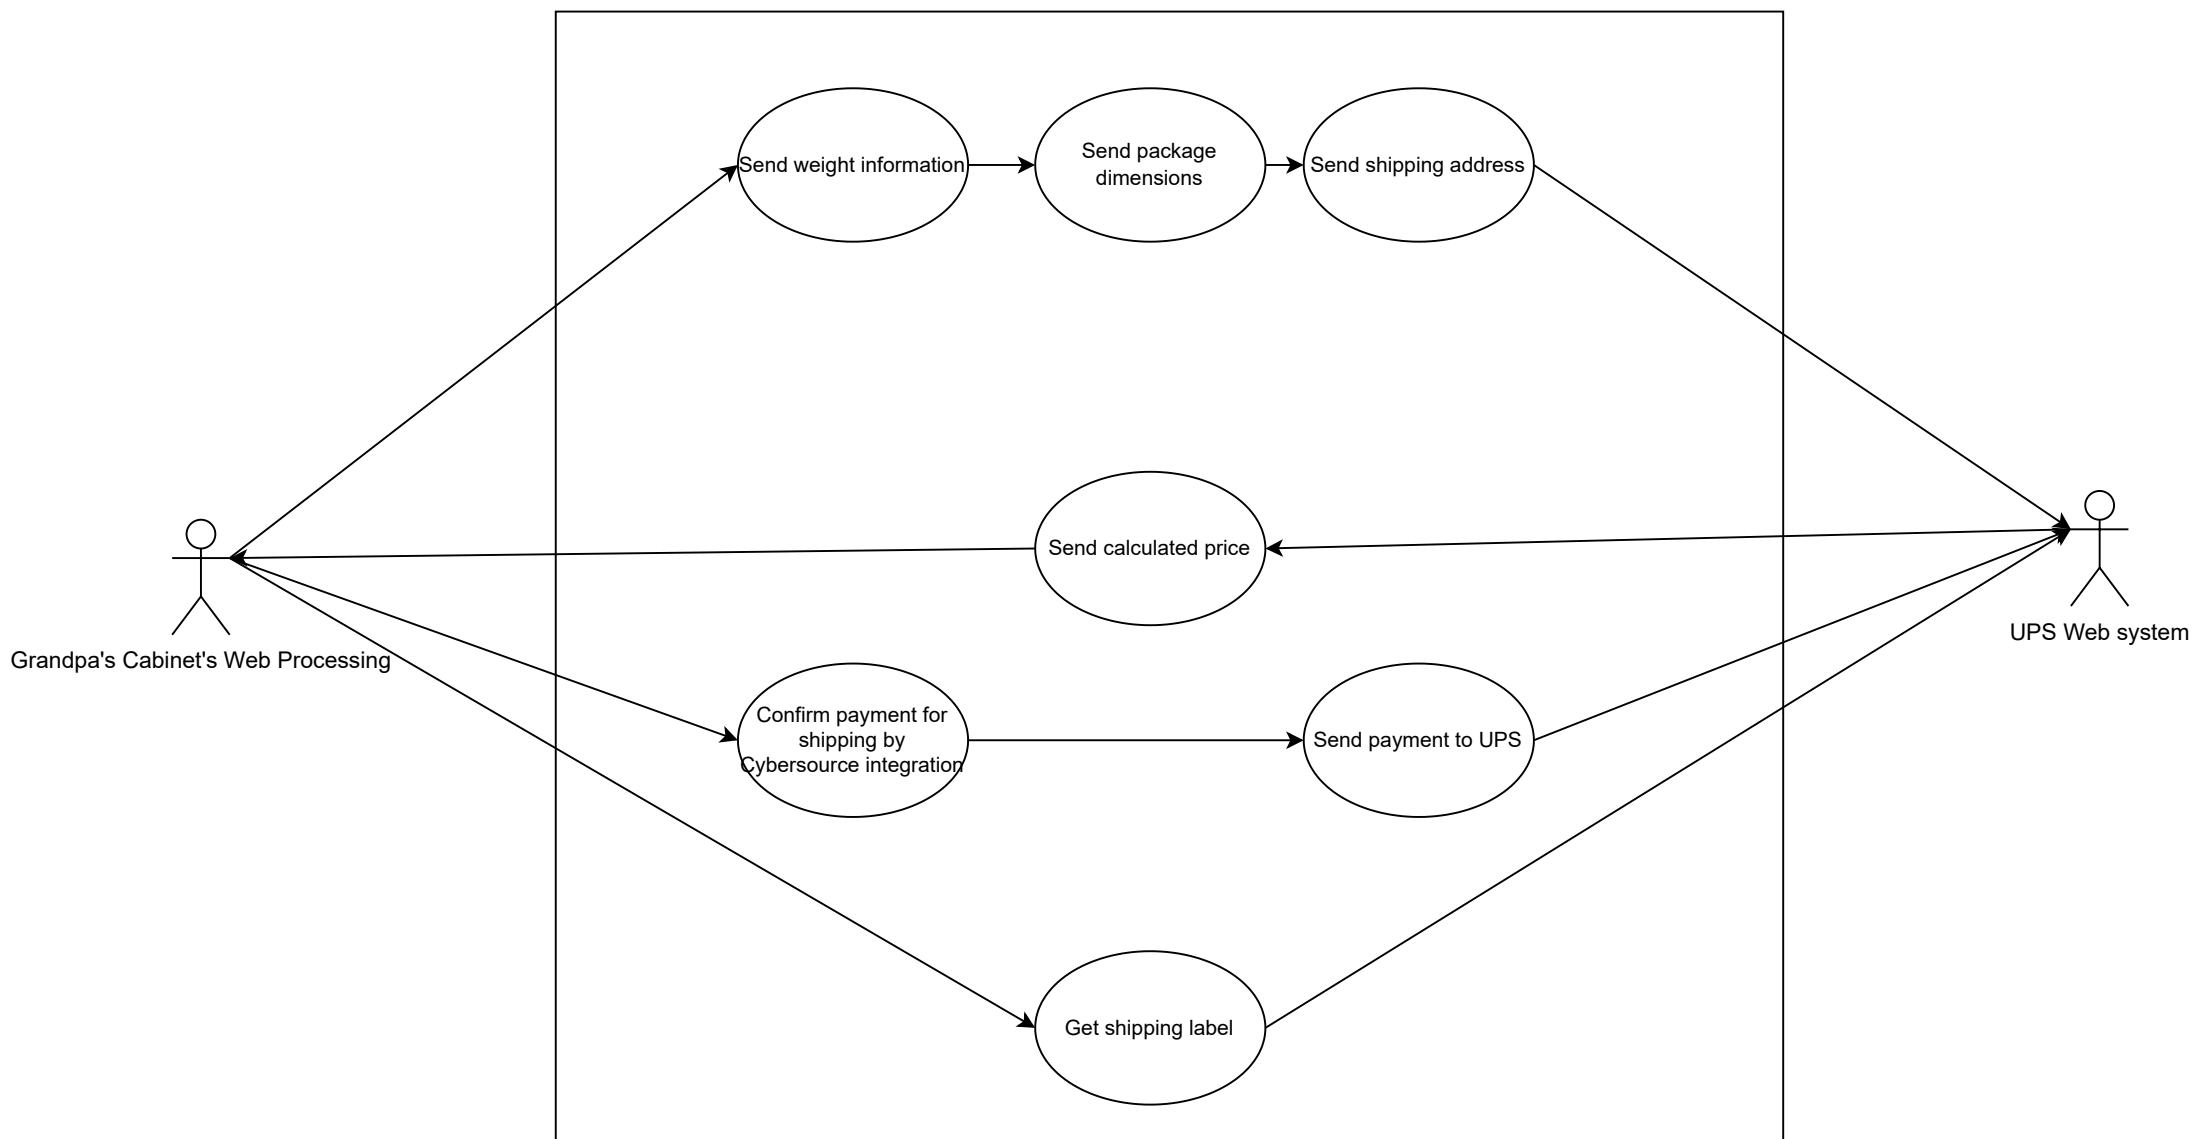 Send weight information
Send package
dimensions
Send shipping address
Send calculated price
Grandpa's Cabinet's Web Processing
UPS Web system
Confirm payment for
shipping by
Cybersource integration
Send payment to UPS
Get shipping label